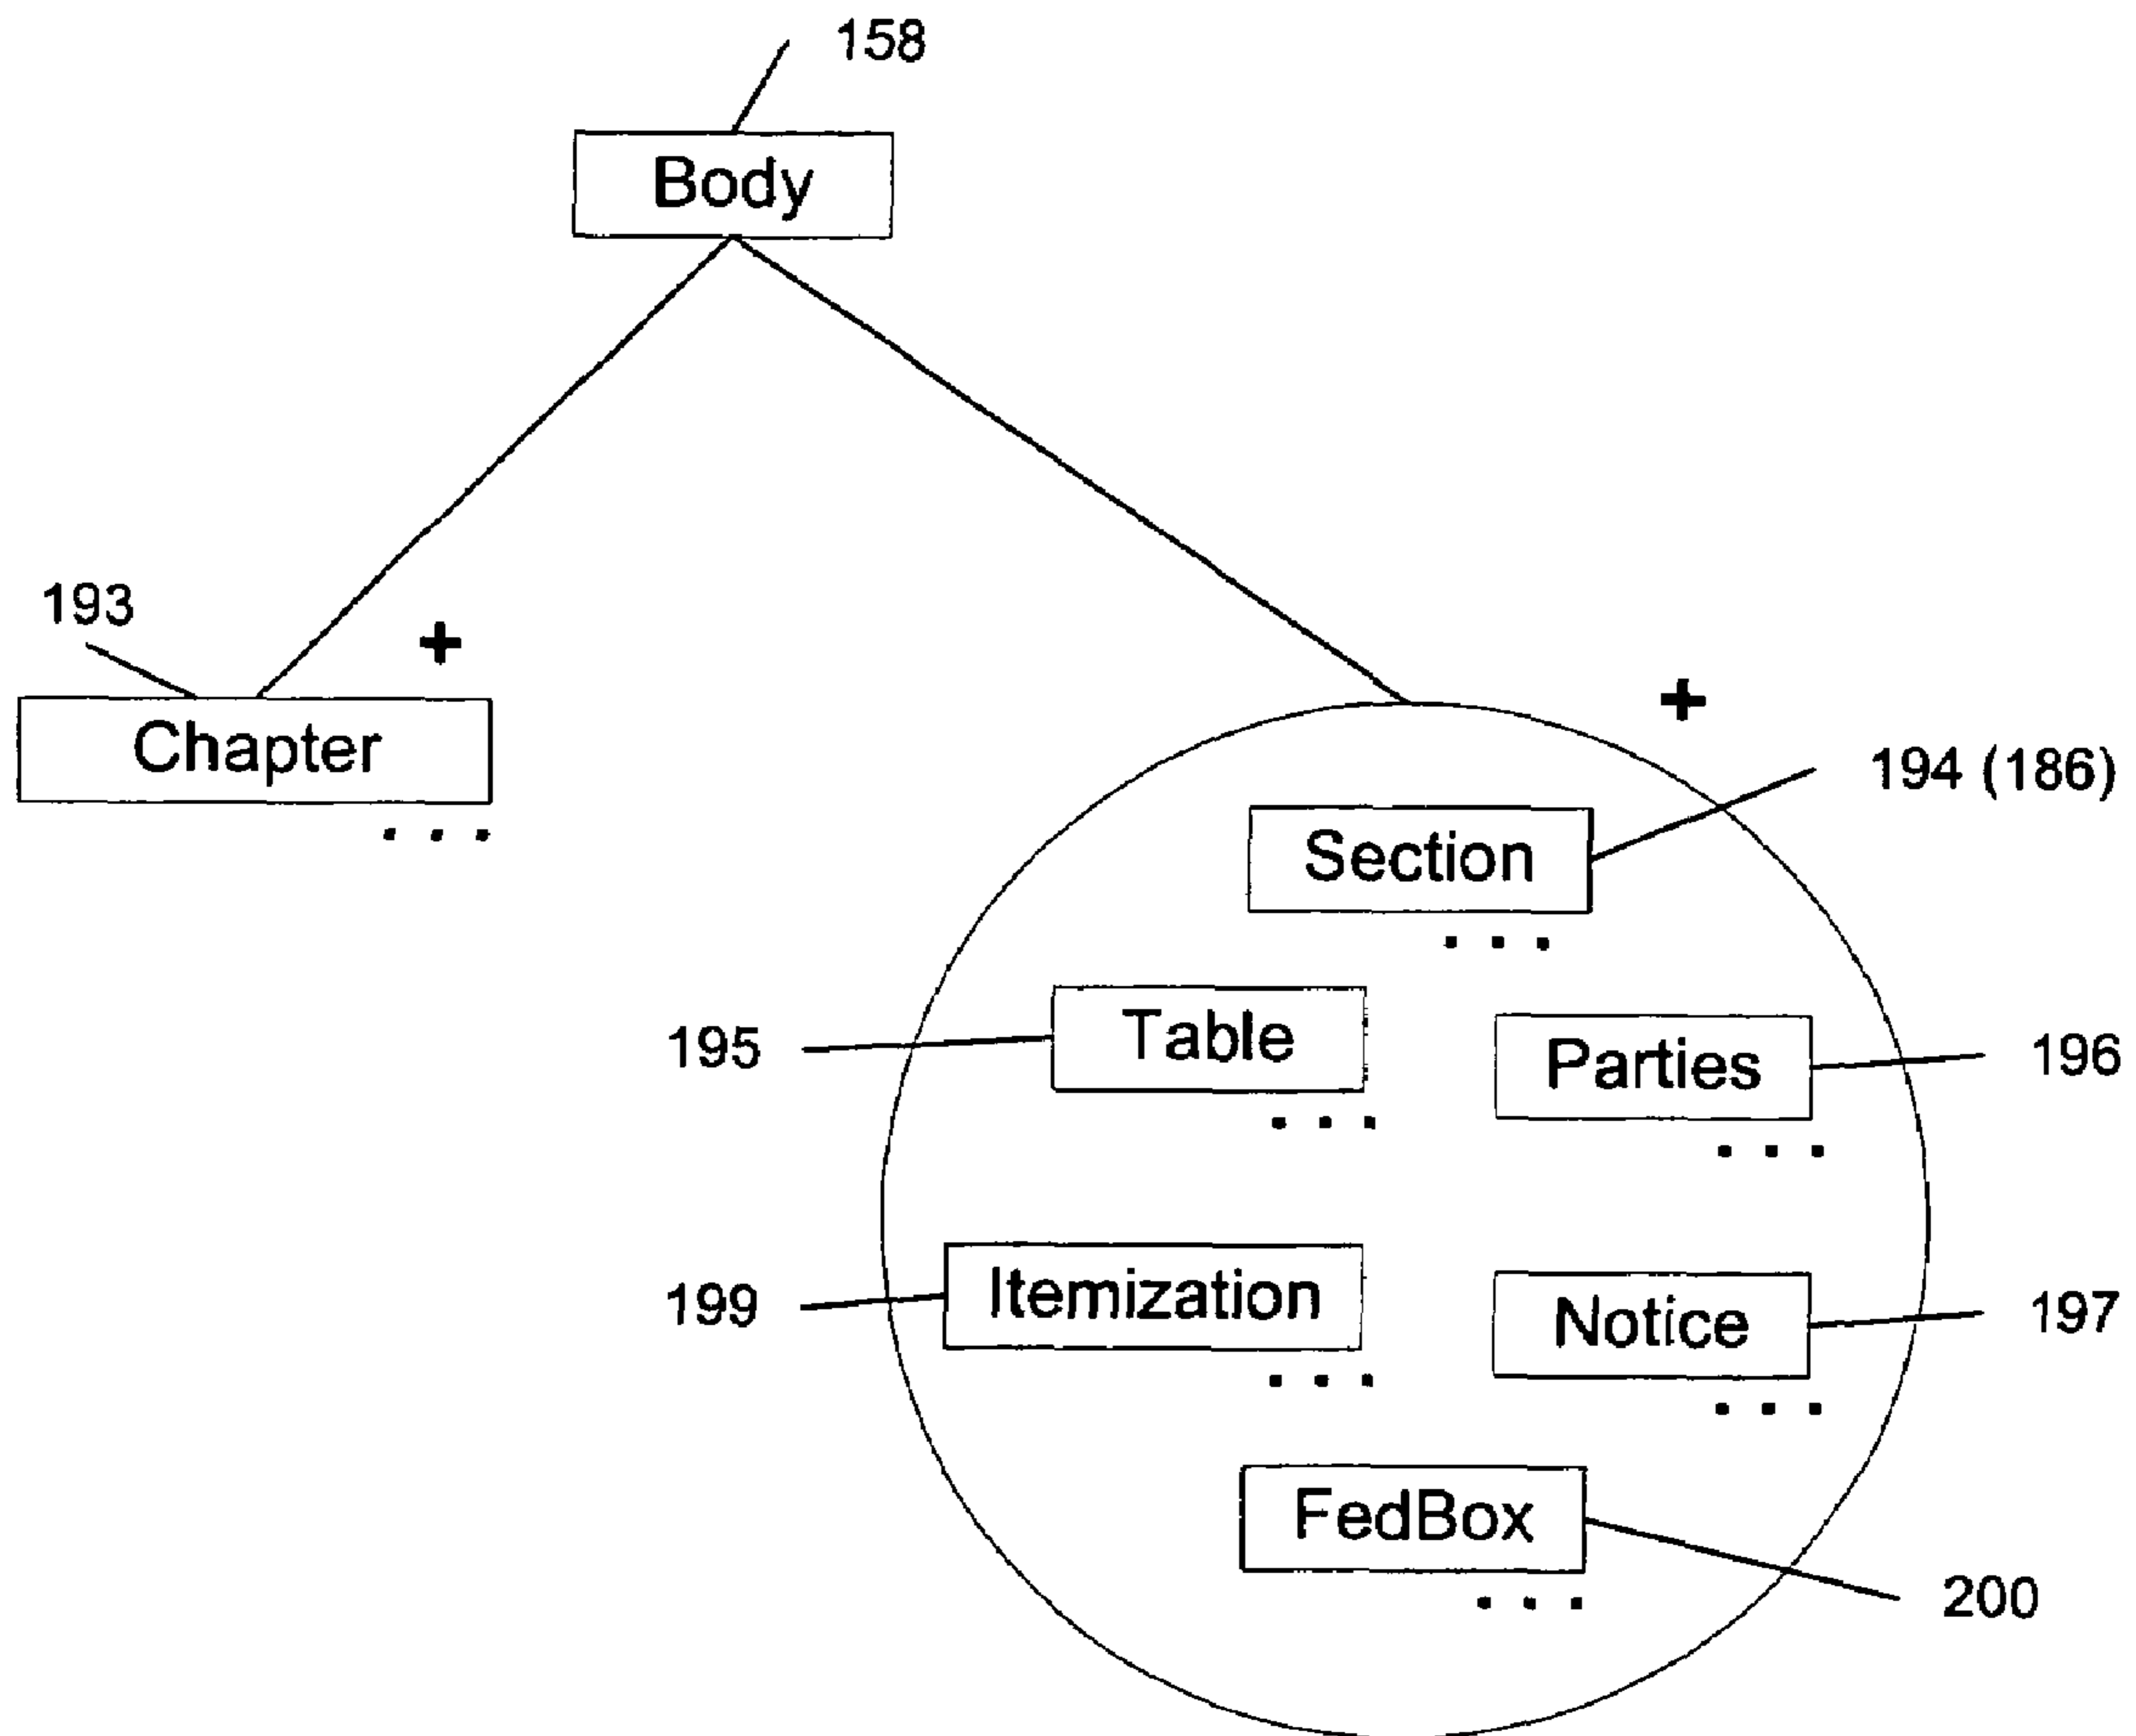 158
Body
193
+
Chapter
...
+
194 (186)
Section
...
195
Table
...
Parties
196
...
199
Itemization
...
Notice
197
...
FedBox
200
...